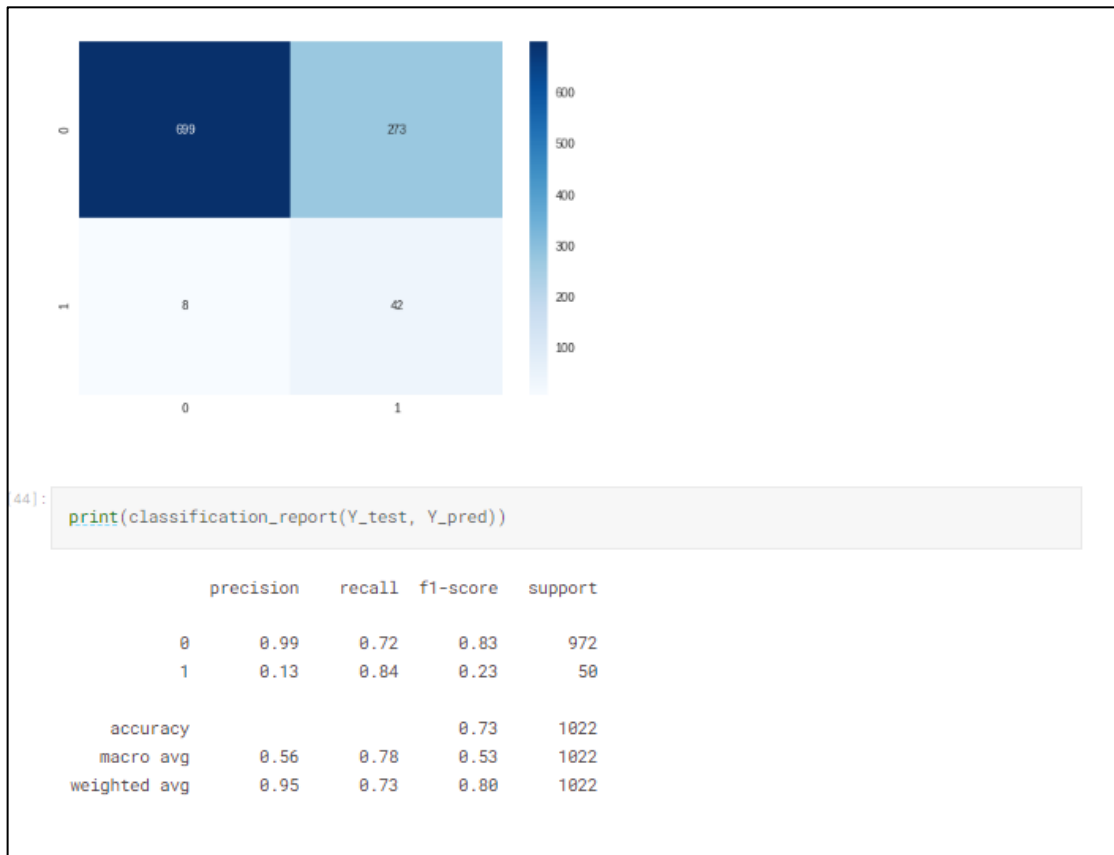 600
0
699
273
500
400
300
1
8
42
200
100
0
1
[44]:
print(classification_report(Y_test, Y_pred))
precision recall f1-score support
0 0.99 0.72 0.83 972
1 0.13 0.84 0.23 50
accuracy 0.73 1022
macro avg 0.56 0.78 0.53 1022
weighted avg 0.95 0.73 0.80 1022